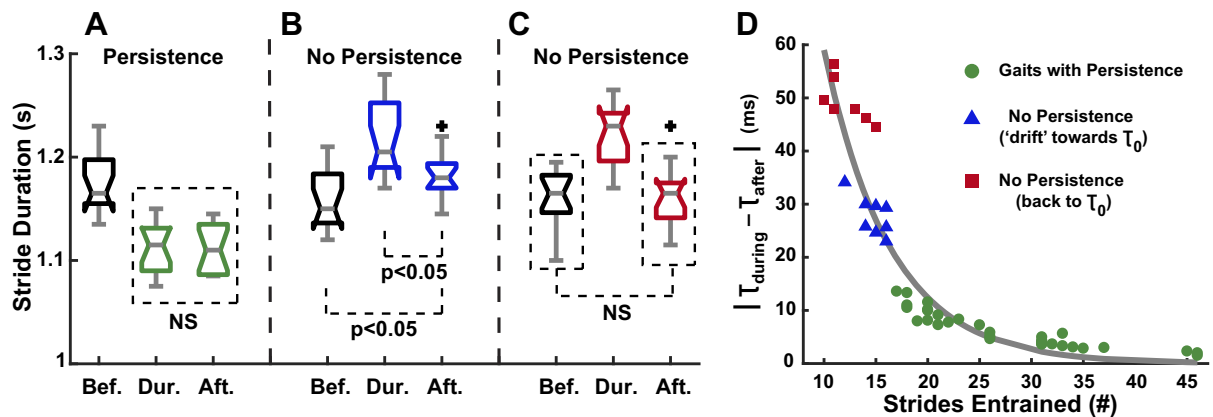 A
Persistence
B
No Persistence
C
No Persistence
Stride Duration (s)
1.3
1.2
1.1
1
NS
p<0.05
p<0.05
NS
Bef. Dur. Aft.
Bef. Dur. Aft.
Bef. Dur. Aft.
D
| τduring − τafter | (ms)
60
50
40
30
20
10
0
Gaits with Persistence
No Persistence
(‘drift’ towards τ0)
No Persistence
(back to τ0)
10 15 20 25 30 35 40 45
Strides Entrained (#)